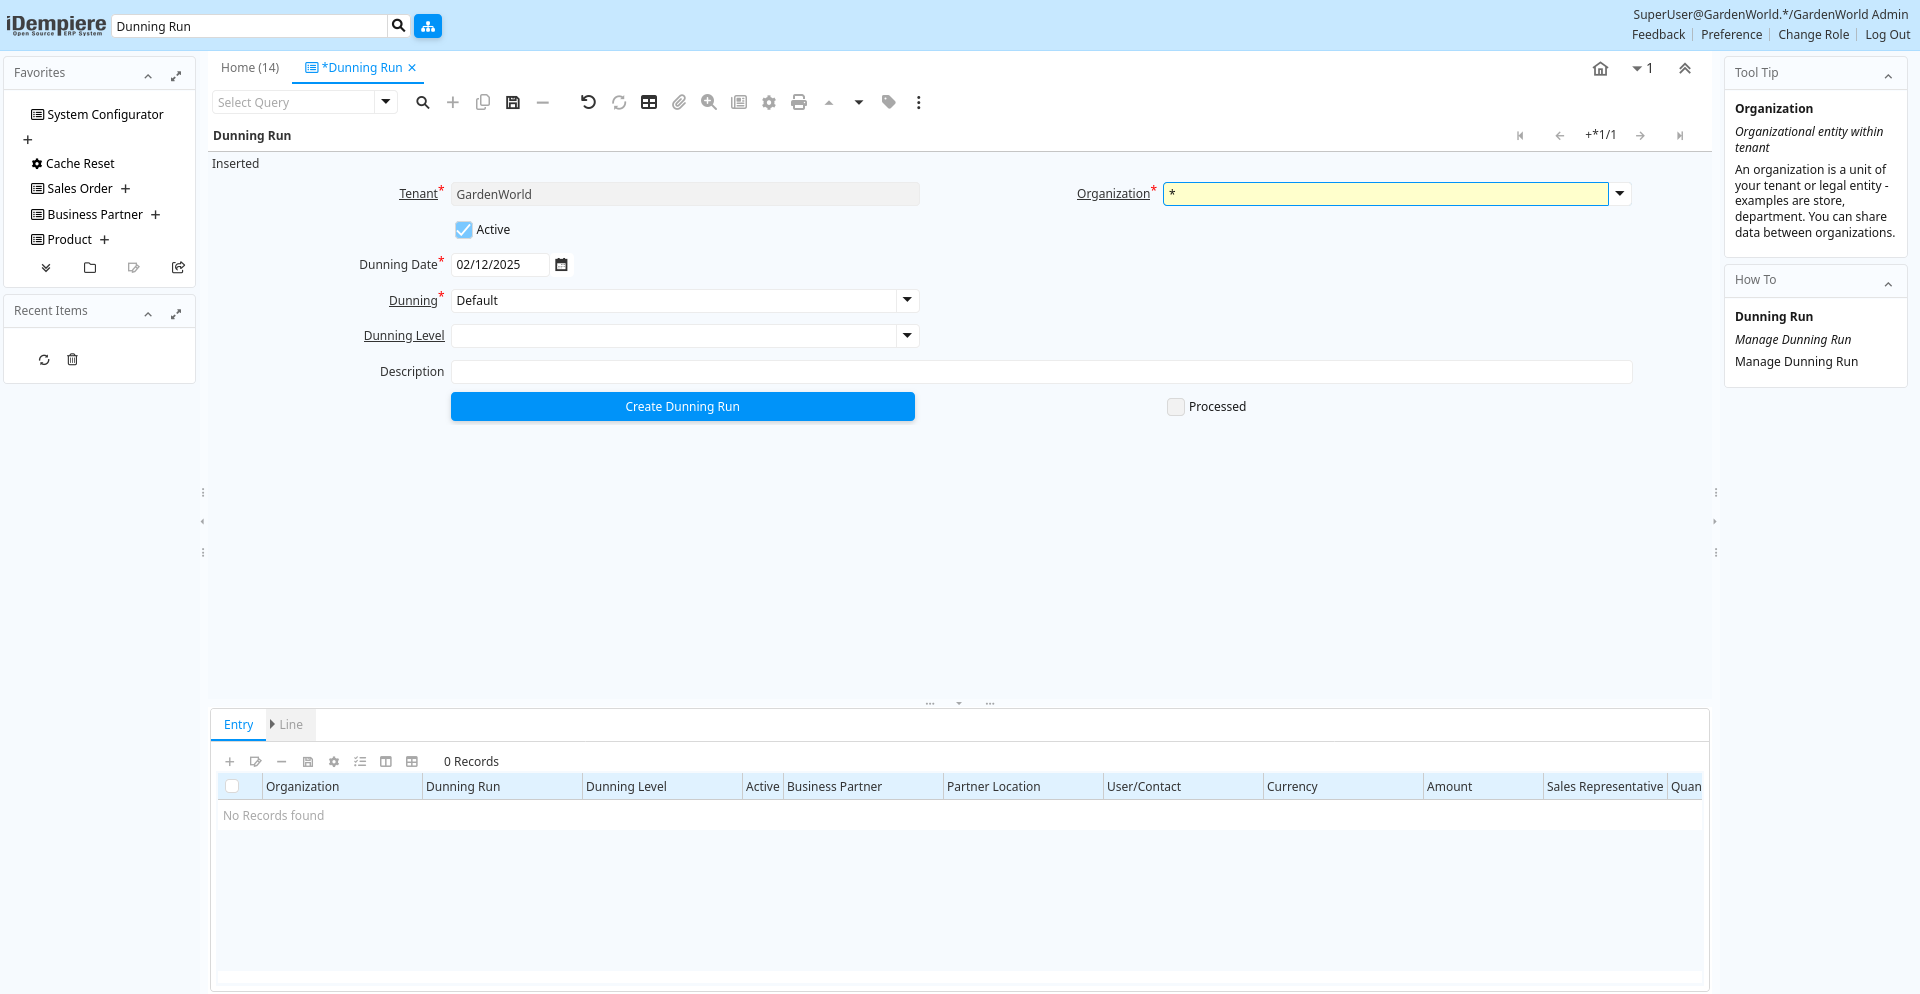 iDempiere
Open Source ERP System
Dunning Run
SuperUser@GardenWorld.*/GardenWorld Admin
Feedback Preference Change Role Log Out
Favorites
System Configurator
+
Cache Reset
Sales Order +
Business Partner +
Product +
Recent Items
Home (14) *Dunning Run ×
1
Select Query
Dunning Run
+*1/1
Inserted
Tenant* GardenWorld
Organization* *
Active
Dunning Date* 02/12/2025
Dunning* Default
Dunning Level
Description
Create Dunning Run
Processed
Entry Line
0 Records
Organization Dunning Run Dunning Level Active Business Partner Partner Location User/Contact Currency Amount Sales Representative Quan
No Records found
Tool Tip
Organization
Organizational entity within
tenant
An organization is a unit of
your tenant or legal entity -
examples are store,
department. You can share
data between organizations.
How To
Dunning Run
Manage Dunning Run
Manage Dunning Run